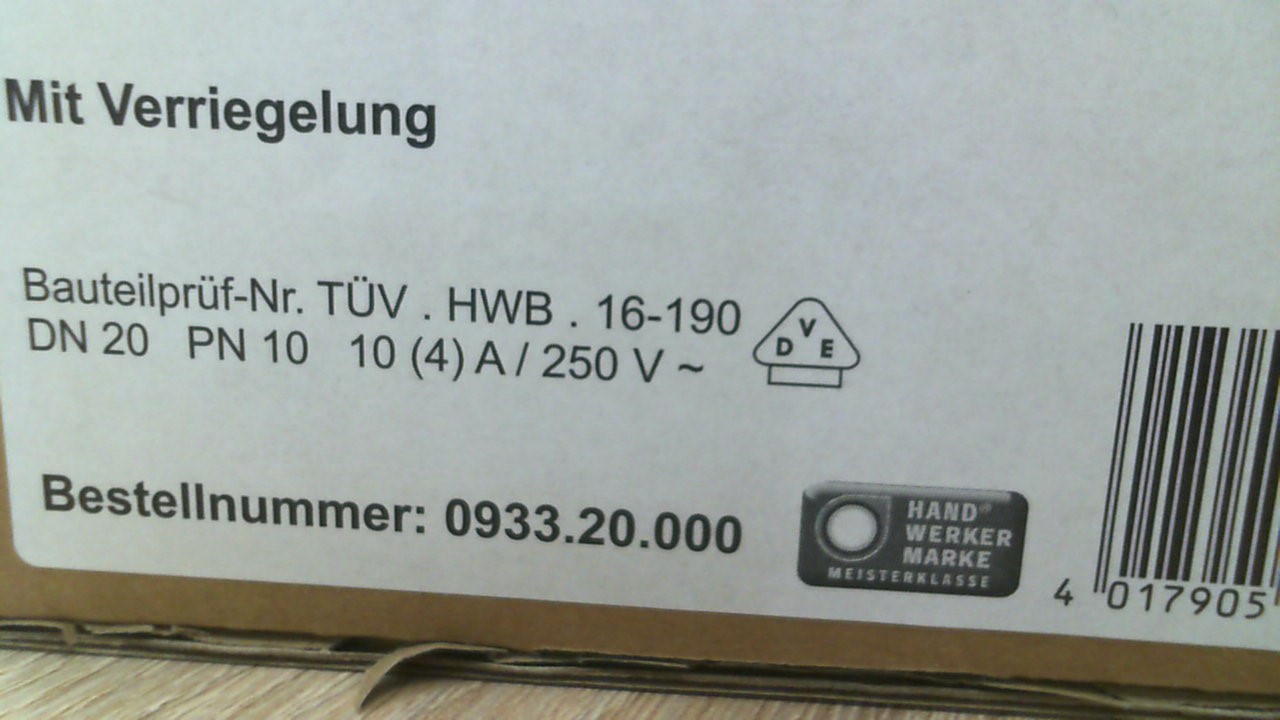 Mit Verriegelung
Bauteilprüf-Nr. TÜV . HWB . 16-190
DN 20 PN 10 10 (4) A / 250 V ~
V
D E
Bestellnummer: 0933.20.000
HAND®
WERKER
MARKE
MEISTERKLASSE
4 017905